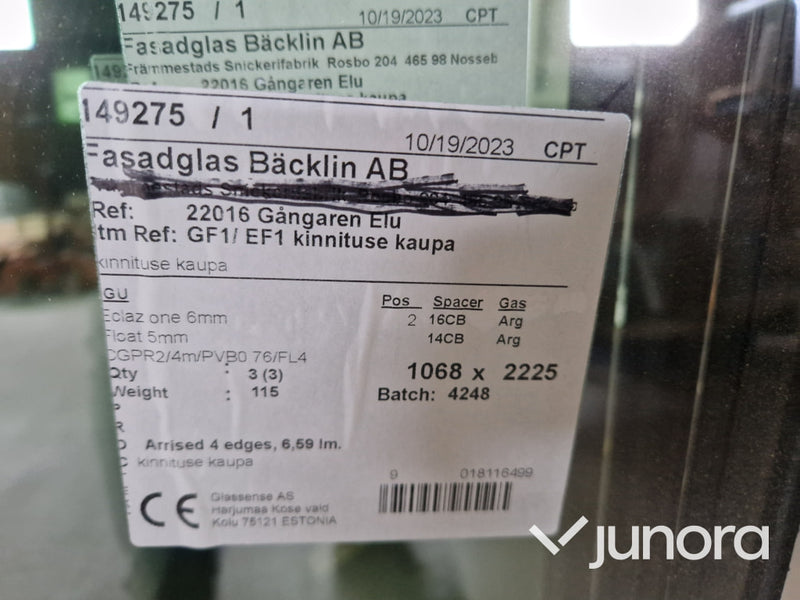 149275 / 1
10/19/2023 CPT
Fasadglas Bäcklin AB
Främmestads Snickerifabrik Rosbo 204 465 98 Nosseb
22016 Gångaren Elu
149275 / 1
10/19/2023 CPT
Fasadglas Bäcklin AB
Ref: 22016 Gångaren Elu
tm Ref: GF1/ EF1 kinnituse kaupa
kinnituse kaupa
GU
Pos Spacer Gas
Eclaz one 6mm 2 16CB Arg
Float 5mm 14CB Arg
CGPR2/4m/PVB0 76/FL4
Qty : 3 (3) 1068 x 2225
Weight : 115 Batch: 4248
P
R
D Arrised 4 edges, 6,59 lm.
C kinnituse kaupa
9 018116499
CE
Glassense AS
Harjumaa Kose vald
Kolu 75121 ESTONIA
junora